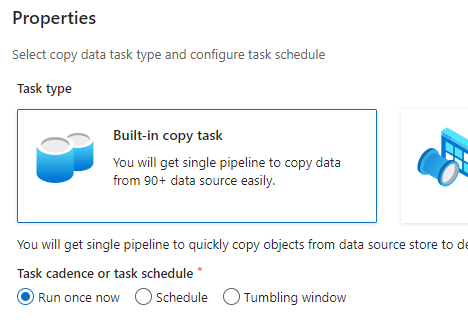 Properties
Select copy data task type and configure task schedule
Task type
Built-in copy task
You will get single pipeline to copy data
from 90+ data source easily.
You will get single pipeline to quickly copy objects from data source store to de
Task cadence or task schedule *
Run once now
Schedule
Tumbling window